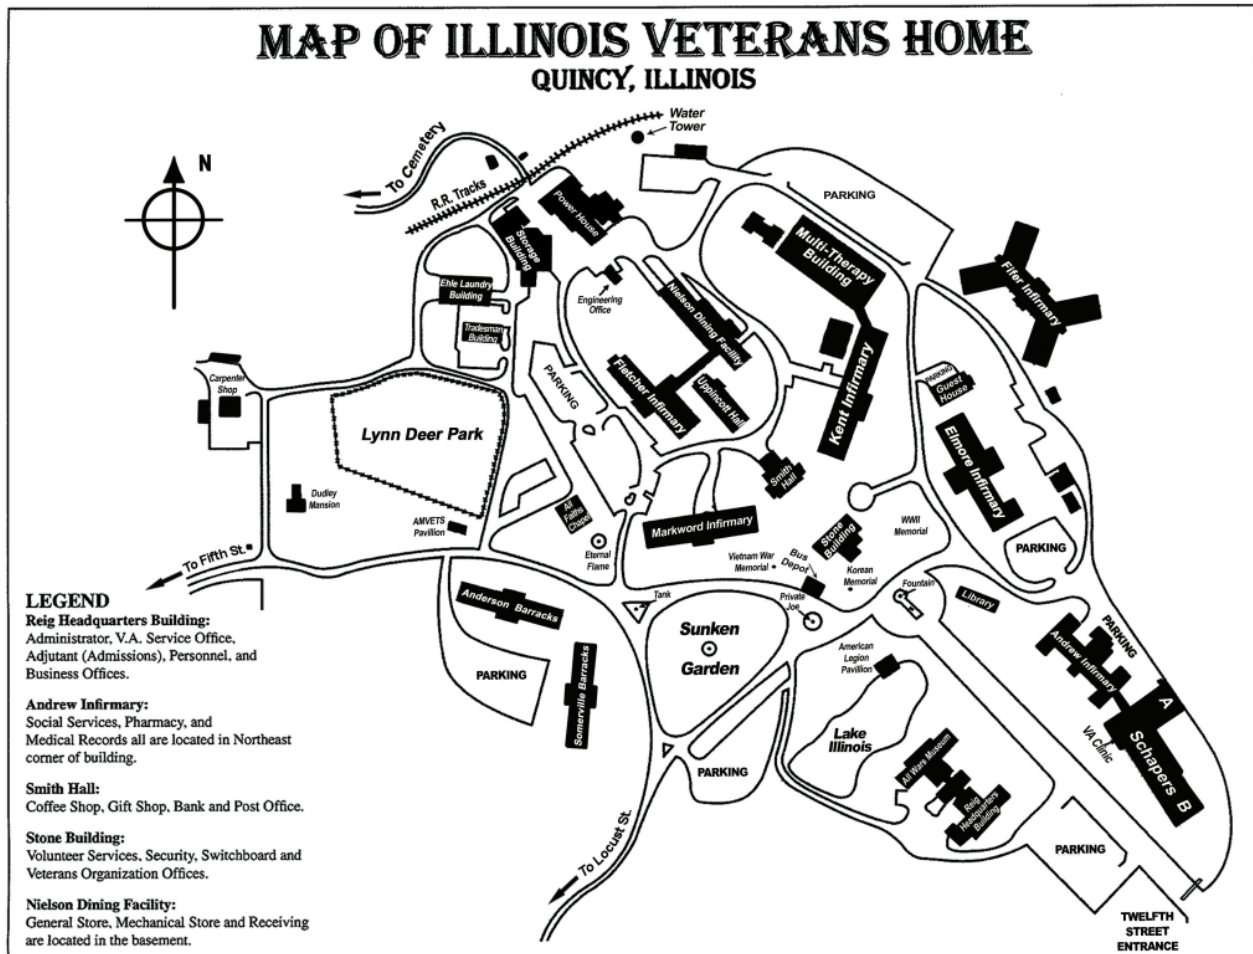 MAP OF ILLINOIS VETERANS HOME
QUINCY, ILLINOIS
Water
Tower
To Cemetery
N
R.R. Tracks
Power House
PARKING
Storage
Building
Multi-Therapy
Building
Fifer Infirmary
Ehle Laundry
Building
Engineering
Office
Nielson Dining Facility
Tradesman
Building
Carpenter
Shop
PARKING
Fletcher Infirmary
Uppincott Hall
Kent Infirmary
PARKING
Guest
House
Lynn Deer Park
Elmore Infirmary
Smith
Hall
Dudley
Mansion
AMVETS
Pavilion
All
Faiths
Chapel
Markword Infirmary
Stone
Building
WWII
Memorial
PARKING
Eternal
Flame
Vietnam War
Memorial
Bus
Depot
Korean
Memorial
Fountain
To Fifth St.
Anderson Barracks
Tank
Private
Joe
Library
Sunken
Garden
PARKING
PARKING
Somerville Barracks
American
Legion
Pavillion
Andrew Infirmary
A
Schapers
B
VA Clinic
Lake
Illinois
All Wars Museum
PARKING
Reig
Headquarters
Building
PARKING
To Locust St.
TWELFTH
STREET
ENTRANCE
LEGEND
Reig Headquarters Building:
Administrator, V.A. Service Office,
Adjutant (Admissions), Personnel, and
Business Offices.
Andrew Infirmary:
Social Services, Pharmacy, and
Medical Records all are located in Northeast
corner of building.
Smith Hall:
Coffee Shop, Gift Shop, Bank and Post Office.
Stone Building:
Volunteer Services, Security, Switchboard and
Veterans Organization Offices.
Nielson Dining Facility:
General Store, Mechanical Store and Receiving
are located in the basement.